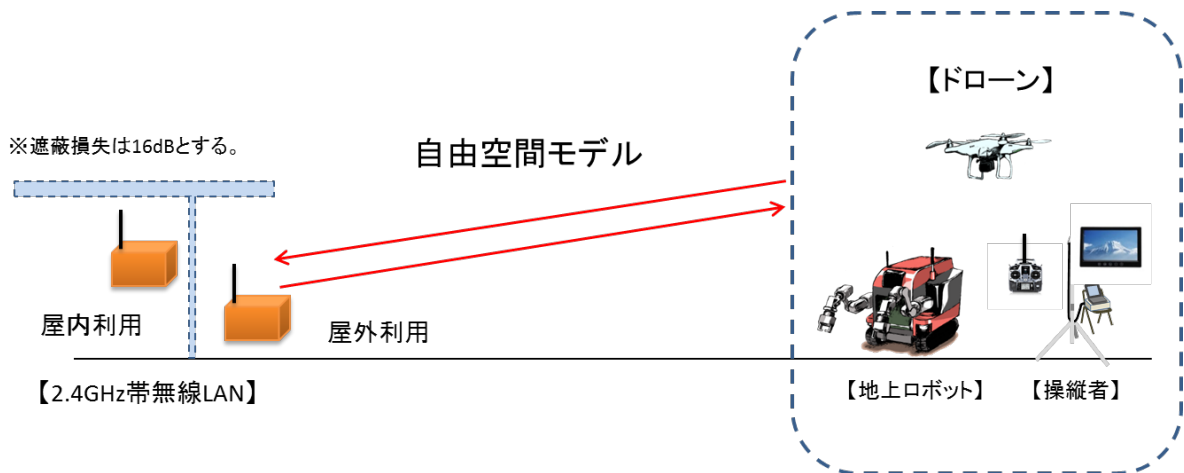 【ドローン】
※遮蔽損失は16dBとする。
自由空間モデル
屋内利用
屋外利用
【2.4GHz帯無線LAN】
【地上ロボット】
【操縦者】